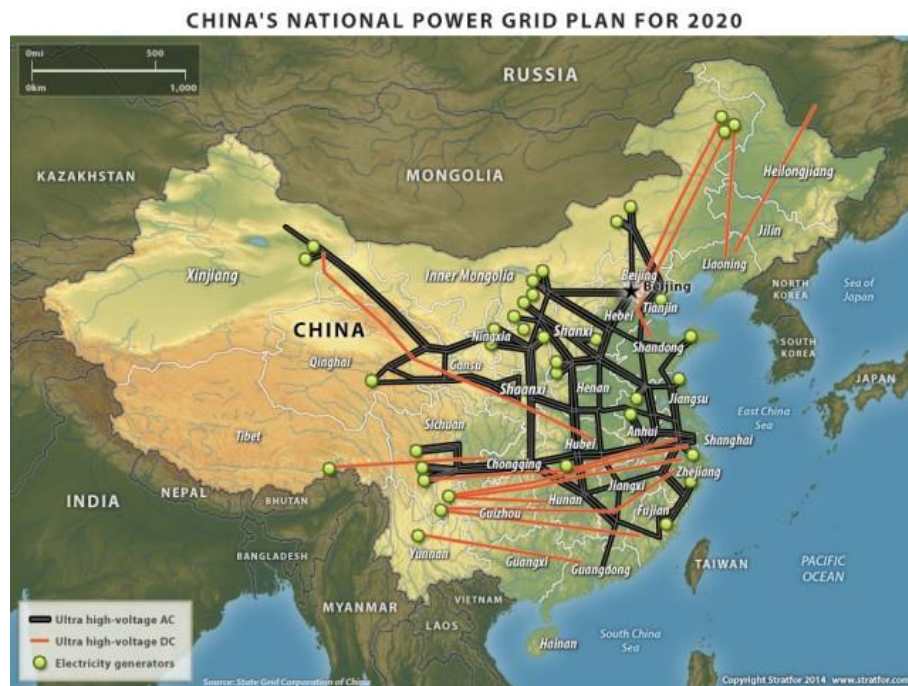 CHINA'S NATIONAL POWER GRID PLAN FOR 2020
0mi 500
0km 1,000
RUSSIA
KAZAKHSTAN
MONGOLIA
Heilongjiang
Jilin
Liaoning
Xinjiang
Inner Mongolia
Beijing
Beijing
Tianjin
NORTH
KOREA
Sea of
Japan
CHINA
Hebei
Ningxia
Shanxi
Shandong
SOUTH
KOREA
Qinghai
Gansu
JAPAN
Shaanxi
Henan
Jiangsu
East China
Sea
Sichuan
Anhui
Tibet
Hubei
Shanghai
Chongqing
Zhejiang
Jiangxi
INDIA
NEPAL
BHUTAN
Hunan
Guizhou
Fujian
Yunnan
BANGLADESH
Guangxi
Guangdong
TAIWAN
PACIFIC
OCEAN
MYANMAR
VIETNAM
LAOS
Hainan
South China
Sea
Ultra high-voltage AC
Ultra high-voltage DC
Electricity generators
Source: State Grid Corporation of China
Copyright Stratfor 2014 www.stratfor.com